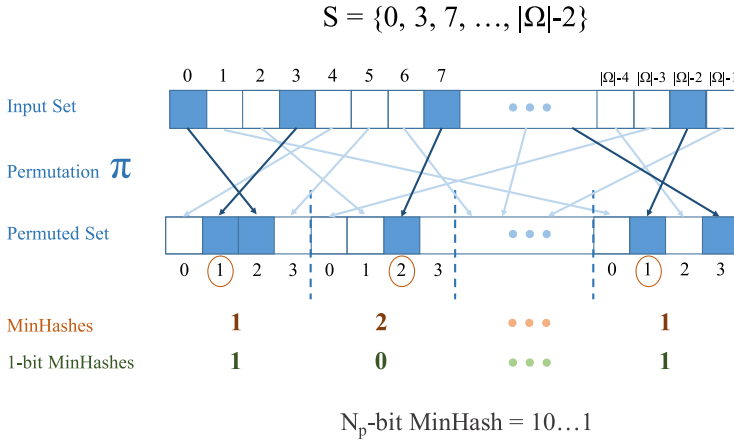 S = {0, 3, 7, …, |Ω|-2}
0 1 2 3 4 5 6 7 |Ω|-4 |Ω|-3 |Ω|-2 |Ω|-1
Input Set
Permutation π
Permuted Set
0 1 2 3 0 1 2 3 0 1 2 3
MinHashes 1 2 1
1-bit MinHashes 1 0 1
Nₚ-bit MinHash = 10…1